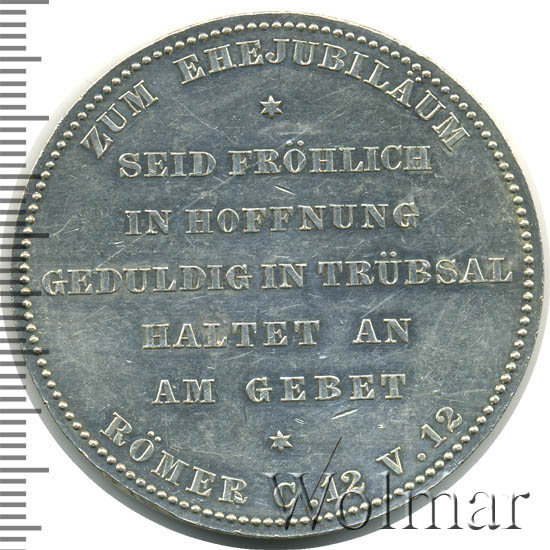 ZUM EHEJUBILÄUM
SEID FRÖHLICH
IN HOFFNUNG
GEDULDIG IN TRÜBSAL
HALTET AN
AM GEBET
RÖMER C. 12 V. 12
Wolmar